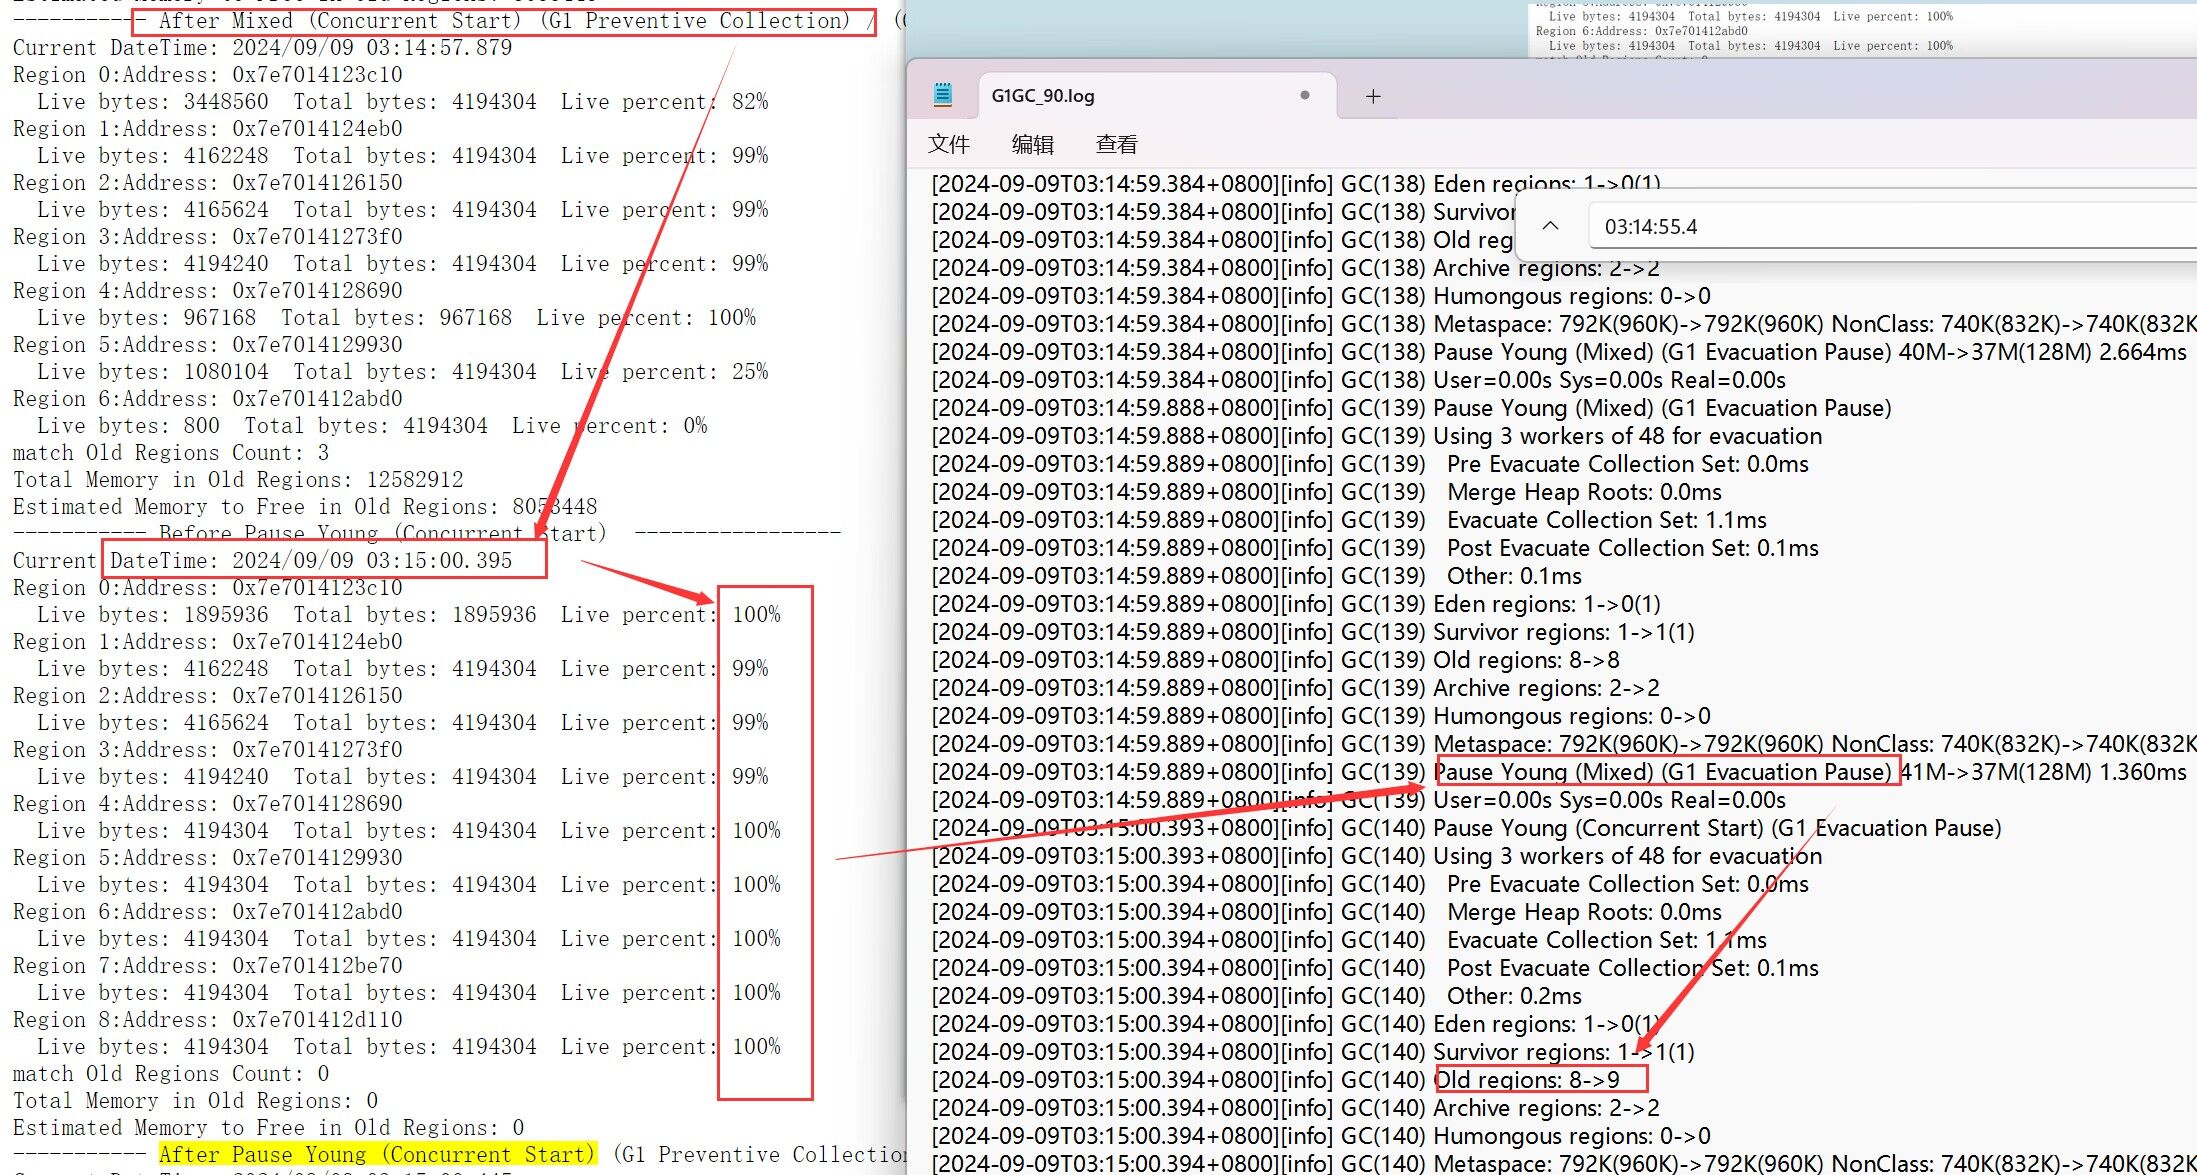 ---------- After Mixed (Concurrent Start) (G1 Preventive Collection) /
Current DateTime: 2024/09/09 03:14:57.879
Region 0:Address: 0x7e7014123c10
Live bytes: 3448560 Total bytes: 4194304 Live percent: 82%
Region 1:Address: 0x7e7014124eb0
Live bytes: 4162248 Total bytes: 4194304 Live percent: 99%
Region 2:Address: 0x7e7014126150
Live bytes: 4165624 Total bytes: 4194304 Live percent: 99%
Region 3:Address: 0x7e70141273f0
Live bytes: 4194240 Total bytes: 4194304 Live percent: 99%
Region 4:Address: 0x7e7014128690
Live bytes: 967168 Total bytes: 967168 Live percent: 100%
Region 5:Address: 0x7e7014129930
Live bytes: 1080104 Total bytes: 4194304 Live percent: 25%
Region 6:Address: 0x7e701412abd0
Live bytes: 800 Total bytes: 4194304 Live percent: 0%
match Old Regions Count: 3
Total Memory in Old Regions: 12582912
Estimated Memory to Free in Old Regions: 8053448
----------- Before Pause Young (Concurrent Start) -----------------
Current DateTime: 2024/09/09 03:15:00.395
Region 0:Address: 0x7e7014123c10
Live bytes: 1895936 Total bytes: 1895936 Live percent: 100%
Region 1:Address: 0x7e7014124eb0
Live bytes: 4162248 Total bytes: 4194304 Live percent: 99%
Region 2:Address: 0x7e7014126150
Live bytes: 4165624 Total bytes: 4194304 Live percent: 99%
Region 3:Address: 0x7e70141273f0
Live bytes: 4194240 Total bytes: 4194304 Live percent: 99%
Region 4:Address: 0x7e7014128690
Live bytes: 4194304 Total bytes: 4194304 Live percent: 100%
Region 5:Address: 0x7e7014129930
Live bytes: 4194304 Total bytes: 4194304 Live percent: 100%
Region 6:Address: 0x7e701412abd0
Live bytes: 4194304 Total bytes: 4194304 Live percent: 100%
Region 7:Address: 0x7e701412be70
Live bytes: 4194304 Total bytes: 4194304 Live percent: 100%
Region 8:Address: 0x7e701412d110
Live bytes: 4194304 Total bytes: 4194304 Live percent: 100%
match Old Regions Count: 0
Total Memory in Old Regions: 0
Estimated Memory to Free in Old Regions: 0
----------- After Pause Young (Concurrent Start) (G1 Preventive Collection
Live bytes: 4194304 Total bytes: 4194304 Live percent: 100%
Region 6:Address: 0x7e701412abd0
Live bytes: 4194304 Total bytes: 4194304 Live percent: 100%
G1GC_90.log
文件 编辑 查看
03:14:55.4
[2024-09-09T03:14:59.384+0800][info] GC(138) Eden regions: 1->0(1)
[2024-09-09T03:14:59.384+0800][info] GC(138) Survivor
[2024-09-09T03:14:59.384+0800][info] GC(138) Old reg
[2024-09-09T03:14:59.384+0800][info] GC(138) Archive regions: 2->2
[2024-09-09T03:14:59.384+0800][info] GC(138) Humongous regions: 0->0
[2024-09-09T03:14:59.384+0800][info] GC(138) Metaspace: 792K(960K)->792K(960K) NonClass: 740K(832K)->740K(832K
[2024-09-09T03:14:59.384+0800][info] GC(138) Pause Young (Mixed) (G1 Evacuation Pause) 40M->37M(128M) 2.664ms
[2024-09-09T03:14:59.384+0800][info] GC(138) User=0.00s Sys=0.00s Real=0.00s
[2024-09-09T03:14:59.888+0800][info] GC(139) Pause Young (Mixed) (G1 Evacuation Pause)
[2024-09-09T03:14:59.888+0800][info] GC(139) Using 3 workers of 48 for evacuation
[2024-09-09T03:14:59.889+0800][info] GC(139) Pre Evacuate Collection Set: 0.0ms
[2024-09-09T03:14:59.889+0800][info] GC(139) Merge Heap Roots: 0.0ms
[2024-09-09T03:14:59.889+0800][info] GC(139) Evacuate Collection Set: 1.1ms
[2024-09-09T03:14:59.889+0800][info] GC(139) Post Evacuate Collection Set: 0.1ms
[2024-09-09T03:14:59.889+0800][info] GC(139) Other: 0.1ms
[2024-09-09T03:14:59.889+0800][info] GC(139) Eden regions: 1->0(1)
[2024-09-09T03:14:59.889+0800][info] GC(139) Survivor regions: 1->1(1)
[2024-09-09T03:14:59.889+0800][info] GC(139) Old regions: 8->8
[2024-09-09T03:14:59.889+0800][info] GC(139) Archive regions: 2->2
[2024-09-09T03:14:59.889+0800][info] GC(139) Humongous regions: 0->0
[2024-09-09T03:14:59.889+0800][info] GC(139) Metaspace: 792K(960K)->792K(960K) NonClass: 740K(832K)->740K(832K
[2024-09-09T03:14:59.889+0800][info] GC(139) Pause Young (Mixed) (G1 Evacuation Pause) 41M->37M(128M) 1.360ms
[2024-09-09T03:14:59.889+0800][info] GC(139) User=0.00s Sys=0.00s Real=0.00s
[2024-09-09T03:15:00.393+0800][info] GC(140) Pause Young (Concurrent Start) (G1 Evacuation Pause)
[2024-09-09T03:15:00.393+0800][info] GC(140) Using 3 workers of 48 for evacuation
[2024-09-09T03:15:00.394+0800][info] GC(140) Pre Evacuate Collection Set: 0.0ms
[2024-09-09T03:15:00.394+0800][info] GC(140) Merge Heap Roots: 0.0ms
[2024-09-09T03:15:00.394+0800][info] GC(140) Evacuate Collection Set: 1.1ms
[2024-09-09T03:15:00.394+0800][info] GC(140) Post Evacuate Collection Set: 0.1ms
[2024-09-09T03:15:00.394+0800][info] GC(140) Other: 0.2ms
[2024-09-09T03:15:00.394+0800][info] GC(140) Eden regions: 1->0(1)
[2024-09-09T03:15:00.394+0800][info] GC(140) Survivor regions: 1->1(1)
[2024-09-09T03:15:00.394+0800][info] GC(140) Old regions: 8->9
[2024-09-09T03:15:00.394+0800][info] GC(140) Archive regions: 2->2
[2024-09-09T03:15:00.394+0800][info] GC(140) Humongous regions: 0->0
[2024-09-09T03:15:00.394+0800][info] GC(140) Metaspace: 792K(960K)->792K(960K) NonClass: 740K(832K)->740K(832K